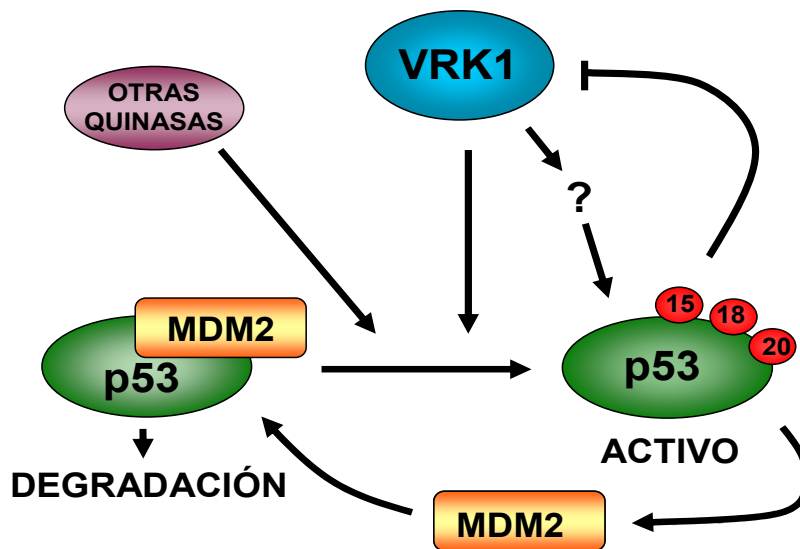 VRK1
OTRAS
QUINASAS
?
15
18
20
MDM2
p53
p53
ACTIVO
DEGRADACIÓN
MDM2